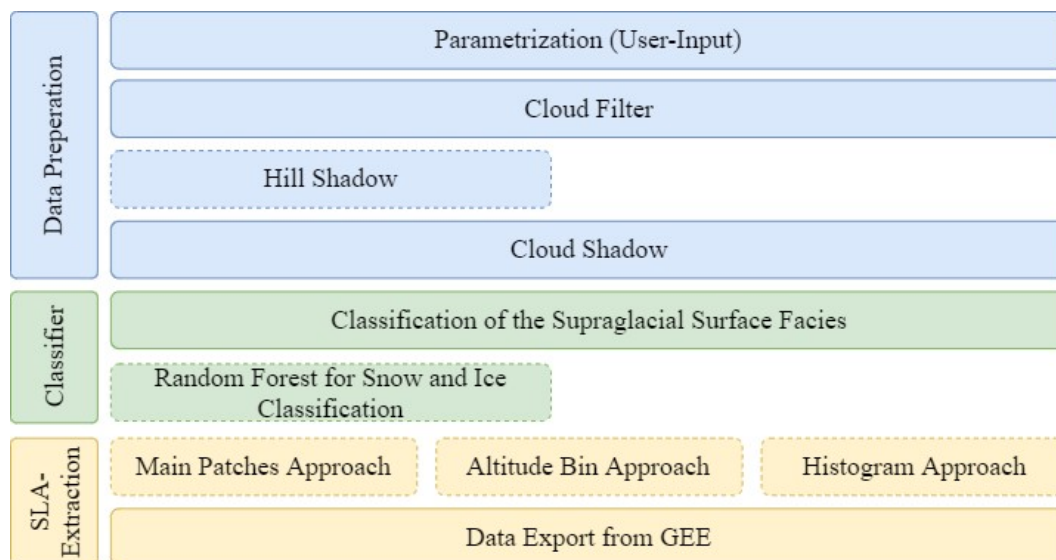 Data Preperation
Parametrization (User-Input)
Cloud Filter
Hill Shadow
Cloud Shadow
Classifier
Classification of the Supraglacial Surface Facies
Random Forest for Snow and Ice
Classification
SLA-
Extraction
Main Patches Approach
Altitude Bin Approach
Histogram Approach
Data Export from GEE